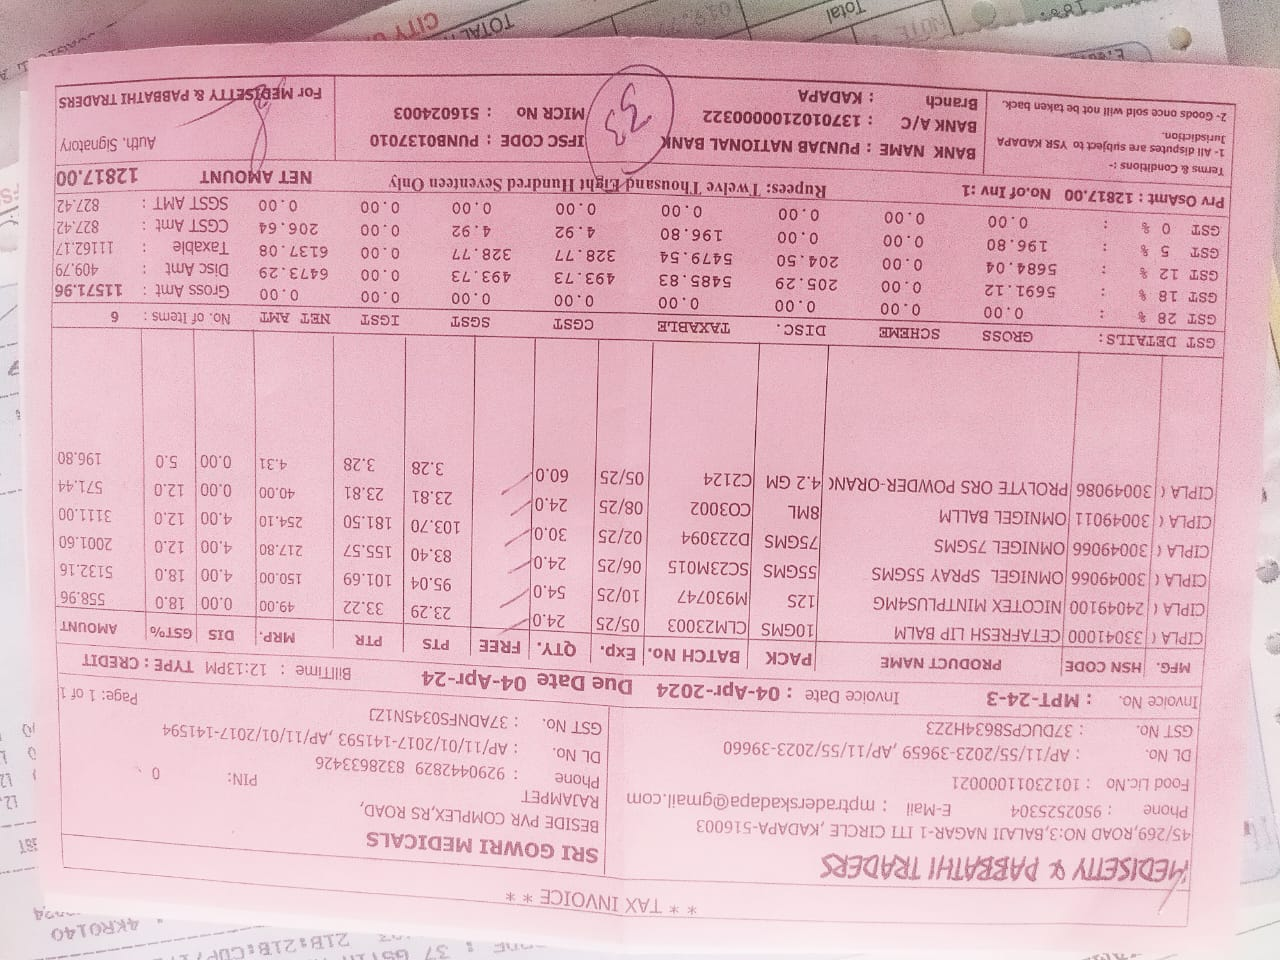 * * TAX INVOICE * *
MEDISETTY & PABBATHI TRADERS
45/269,ROAD NO:3,BALAJI NAGAR-1 ITI CIRCLE ,KADAPA-516003
Phone : 9502525304 E-Mail : mptraderskadapa@gmail.com
Food Lic.No : 10123011000021
DL No. : AP/11/55/2023-39659 ,AP/11/55/2023-39660
GST No. : 37DUCPS8634H2Z3
SRI GOWRI MEDICALS
BESIDE PVR COMPLEX,RS ROAD,
RAJAMPET
PIN: 0
Phone : 9290442829 8328633426
DL No. : AP/11/01/2017-141593 ,AP/11/01/2017-141594
GST No. : 37ADNFS0345N1ZJ
Page: 1 of 1
Invoice No. : MPT-24-3 Invoice Date : 04-Apr-2024 Due Date 04-Apr-24 BillTime : 12:13PM TYPE : CREDIT
MFG. HSN CODE PRODUCT NAME PACK BATCH No. Exp. QTY. FREE PTS PTR MRP. DIS GST% AMOUNT
CIPLA ( 33041000 CETAFRESH LIP BALM 10GMS CLM23003 05/25 24.0 23.29 33.22 49.00 0.00 18.0 558.96
CIPLA ( 24049100 NICOTEX MINTPLUS4MG 12S M930747 10/25 54.0 95.04 101.69 150.00 4.00 18.0 5132.16
CIPLA ( 30049066 OMNIGEL SPRAY 55GMS 55GMS SC23M015 06/25 24.0 83.40 155.57 217.80 4.00 12.0 2001.60
CIPLA ( 30049066 OMNIGEL 75GMS 75GMS D223094 02/25 30.0 103.70 181.50 254.10 4.00 12.0 3111.00
CIPLA ( 30049011 OMNIGEL BALLM 8ML CO3002 08/25 24.0 23.81 23.81 40.00 0.00 12.0 571.44
CIPLA ( 30049086 PROLYTE ORS POWDER-ORANG 4.2 GM C2124 05/25 60.0 3.28 3.28 4.31 0.00 5.0 196.80
GST DETAILS: GROSS SCHEME DISC. TAXABLE CGST SGST IGST NET AMT No. of Items : 6
GST 28 % : 0.00 0.00 0.00 0.00 0.00 0.00 0.00 0.00 Gross Amt : 11571.96
GST 18 % : 5691.12 0.00 205.29 5485.83 493.73 493.73 0.00 6473.29 Disc Amt : 409.79
GST 12 % : 5684.04 0.00 204.50 5479.54 328.77 328.77 0.00 6137.08 Taxable : 11162.17
GST 5 % : 196.80 0.00 0.00 196.80 4.92 4.92 0.00 206.64 CGST Amt : 827.42
GST 0 % : 0.00 0.00 0.00 0.00 0.00 0.00 0.00 0.00 SGST AMT : 827.42
Prv OsAmt : 12817.00 No.of Inv :1 Rupees: Twelve Thousand Eight Hundred Seventeen Only NET AMOUNT 12817.00
Terms & Conditions :-
1- All disputes are subject to YSR KADAPA
Jurisdiction.
2- Goods once sold will not be taken back.
BANK NAME : PUNJAB NATIONAL BANK IFSC CODE : PUNB0137010
BANK A/C : 1370102100000322 MICR NO : 516024003
Branch : KADAPA
33
Auth. Signatory
For MEDISETTY & PABBATHI TRADERS
TOTAL
CITY
Total
NOTE
4KR0140